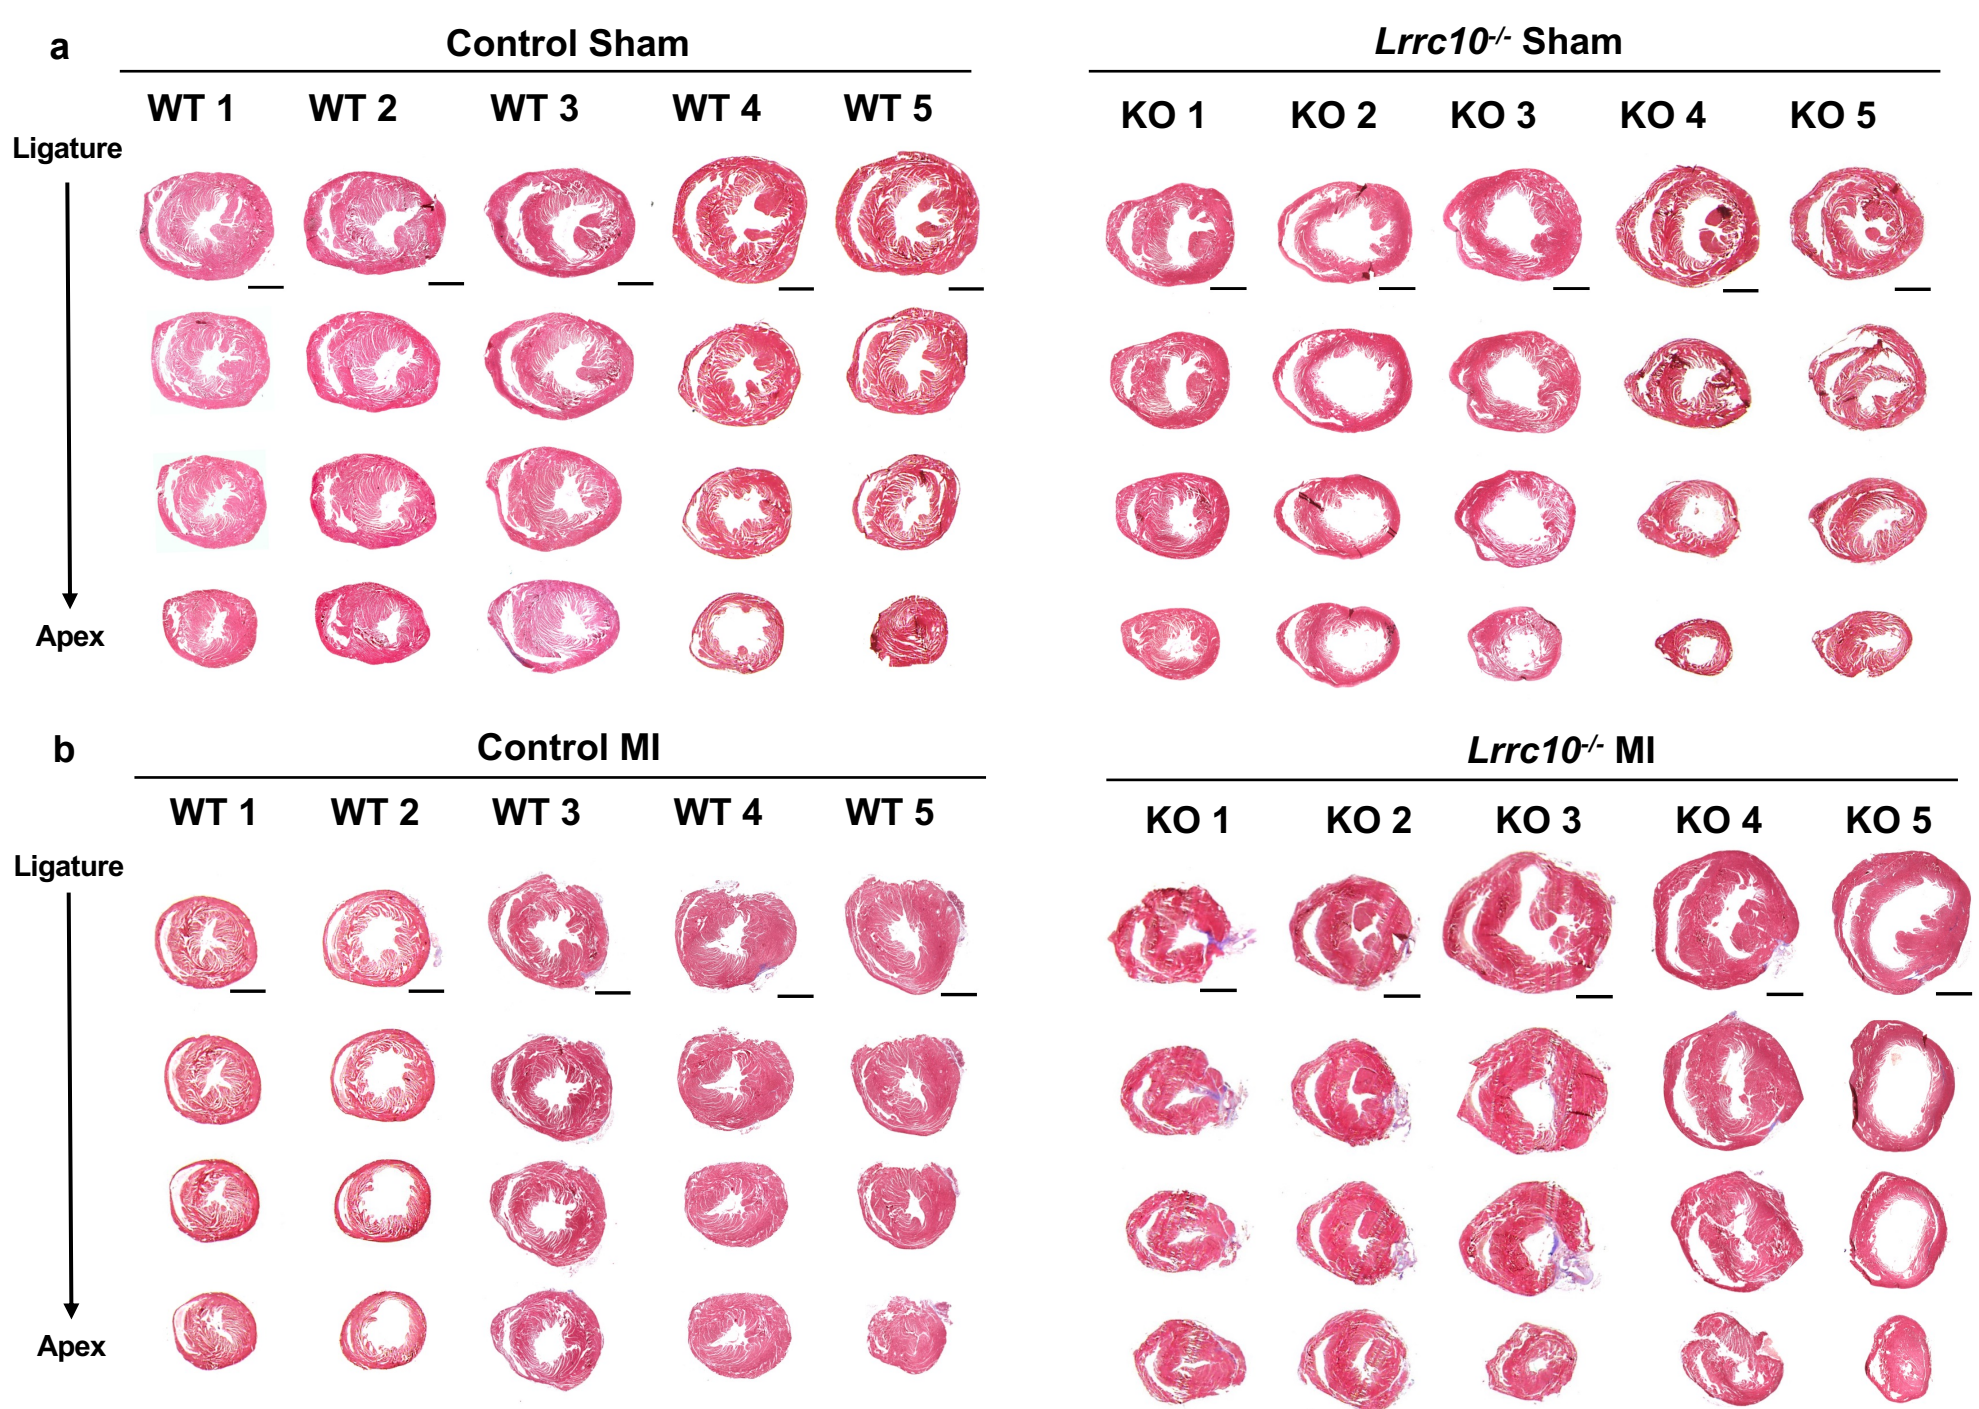 a
Control Sham
Lrrc10-/- Sham
WT 1 WT 2 WT 3 WT 4 WT 5
KO 1 KO 2 KO 3 KO 4 KO 5
Ligature
Apex
b
Control MI
Lrrc10-/- MI
WT 1 WT 2 WT 3 WT 4 WT 5
KO 1 KO 2 KO 3 KO 4 KO 5
Ligature
Apex